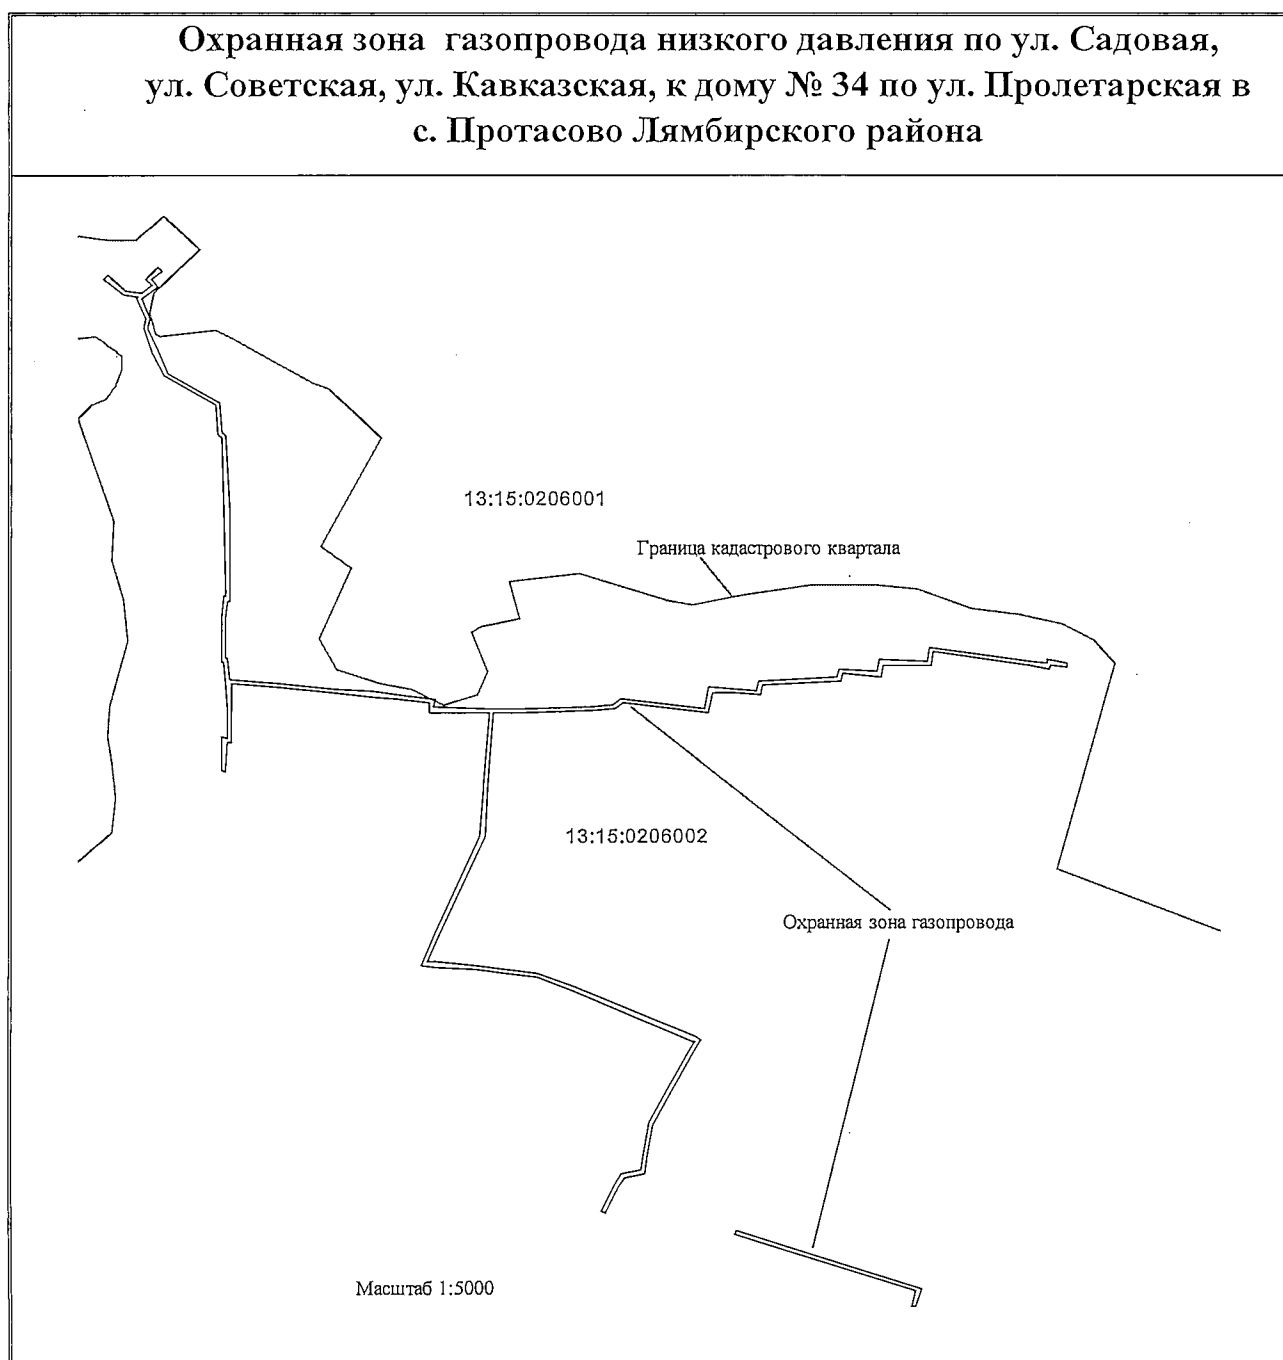 Охранная зона газопровода низкого давления по ул. Садовая,
ул. Советская, ул. Кавказская, к дому № 34 по ул. Пролетарская в
с. Протасово Лямбирского района
13:15:0206001
Граница кадастрового квартала
13:15:0206002
Охранная зона газопровода
Масштаб 1:5000